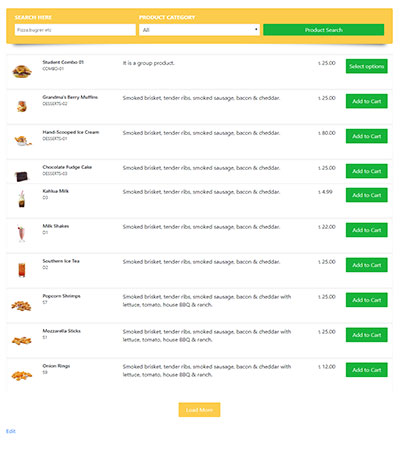 SEARCH HERE
PRODUCT CATEGORY
Pizza,bugrer etc
All
Product Search
Student Combo 01
COMBO-01
It is a group product.
25.00
Select options
Grandma's Berry Muffins
DESSERTS-02
Smoked brisket, tender ribs, smoked sausage, bacon & cheddar.
25.00
Add to Cart
Hand-Scooped Ice Cream
DESSERTS-01
Smoked brisket, tender ribs, smoked sausage, bacon & cheddar.
80.00
Add to Cart
Chocolate Fudge Cake
DESSERTS-03
Smoked brisket, tender ribs, smoked sausage, bacon & cheddar.
25.00
Add to Cart
Kahlua Milk
D3
Smoked brisket, tender ribs, smoked sausage, bacon & cheddar.
4.99
Add to Cart
Milk Shakes
D1
Smoked brisket, tender ribs, smoked sausage, bacon & cheddar.
22.00
Add to Cart
Southern Ice Tea
D2
Smoked brisket, tender ribs, smoked sausage, bacon & cheddar.
25.00
Add to Cart
Popcorn Shrimps
S7
Smoked brisket, tender ribs, smoked sausage, bacon & cheddar with
lettuce, tomato, house BBQ & ranch.
25.00
Add to Cart
Mozzarella Sticks
S1
Smoked brisket, tender ribs, smoked sausage, bacon & cheddar with
lettuce, tomato, house BBQ & ranch.
25.00
Add to Cart
Onion Rings
S9
Smoked brisket, tender ribs, smoked sausage, bacon & cheddar with
lettuce, tomato, house BBQ & ranch.
12.00
Add to Cart
Load More
Edit